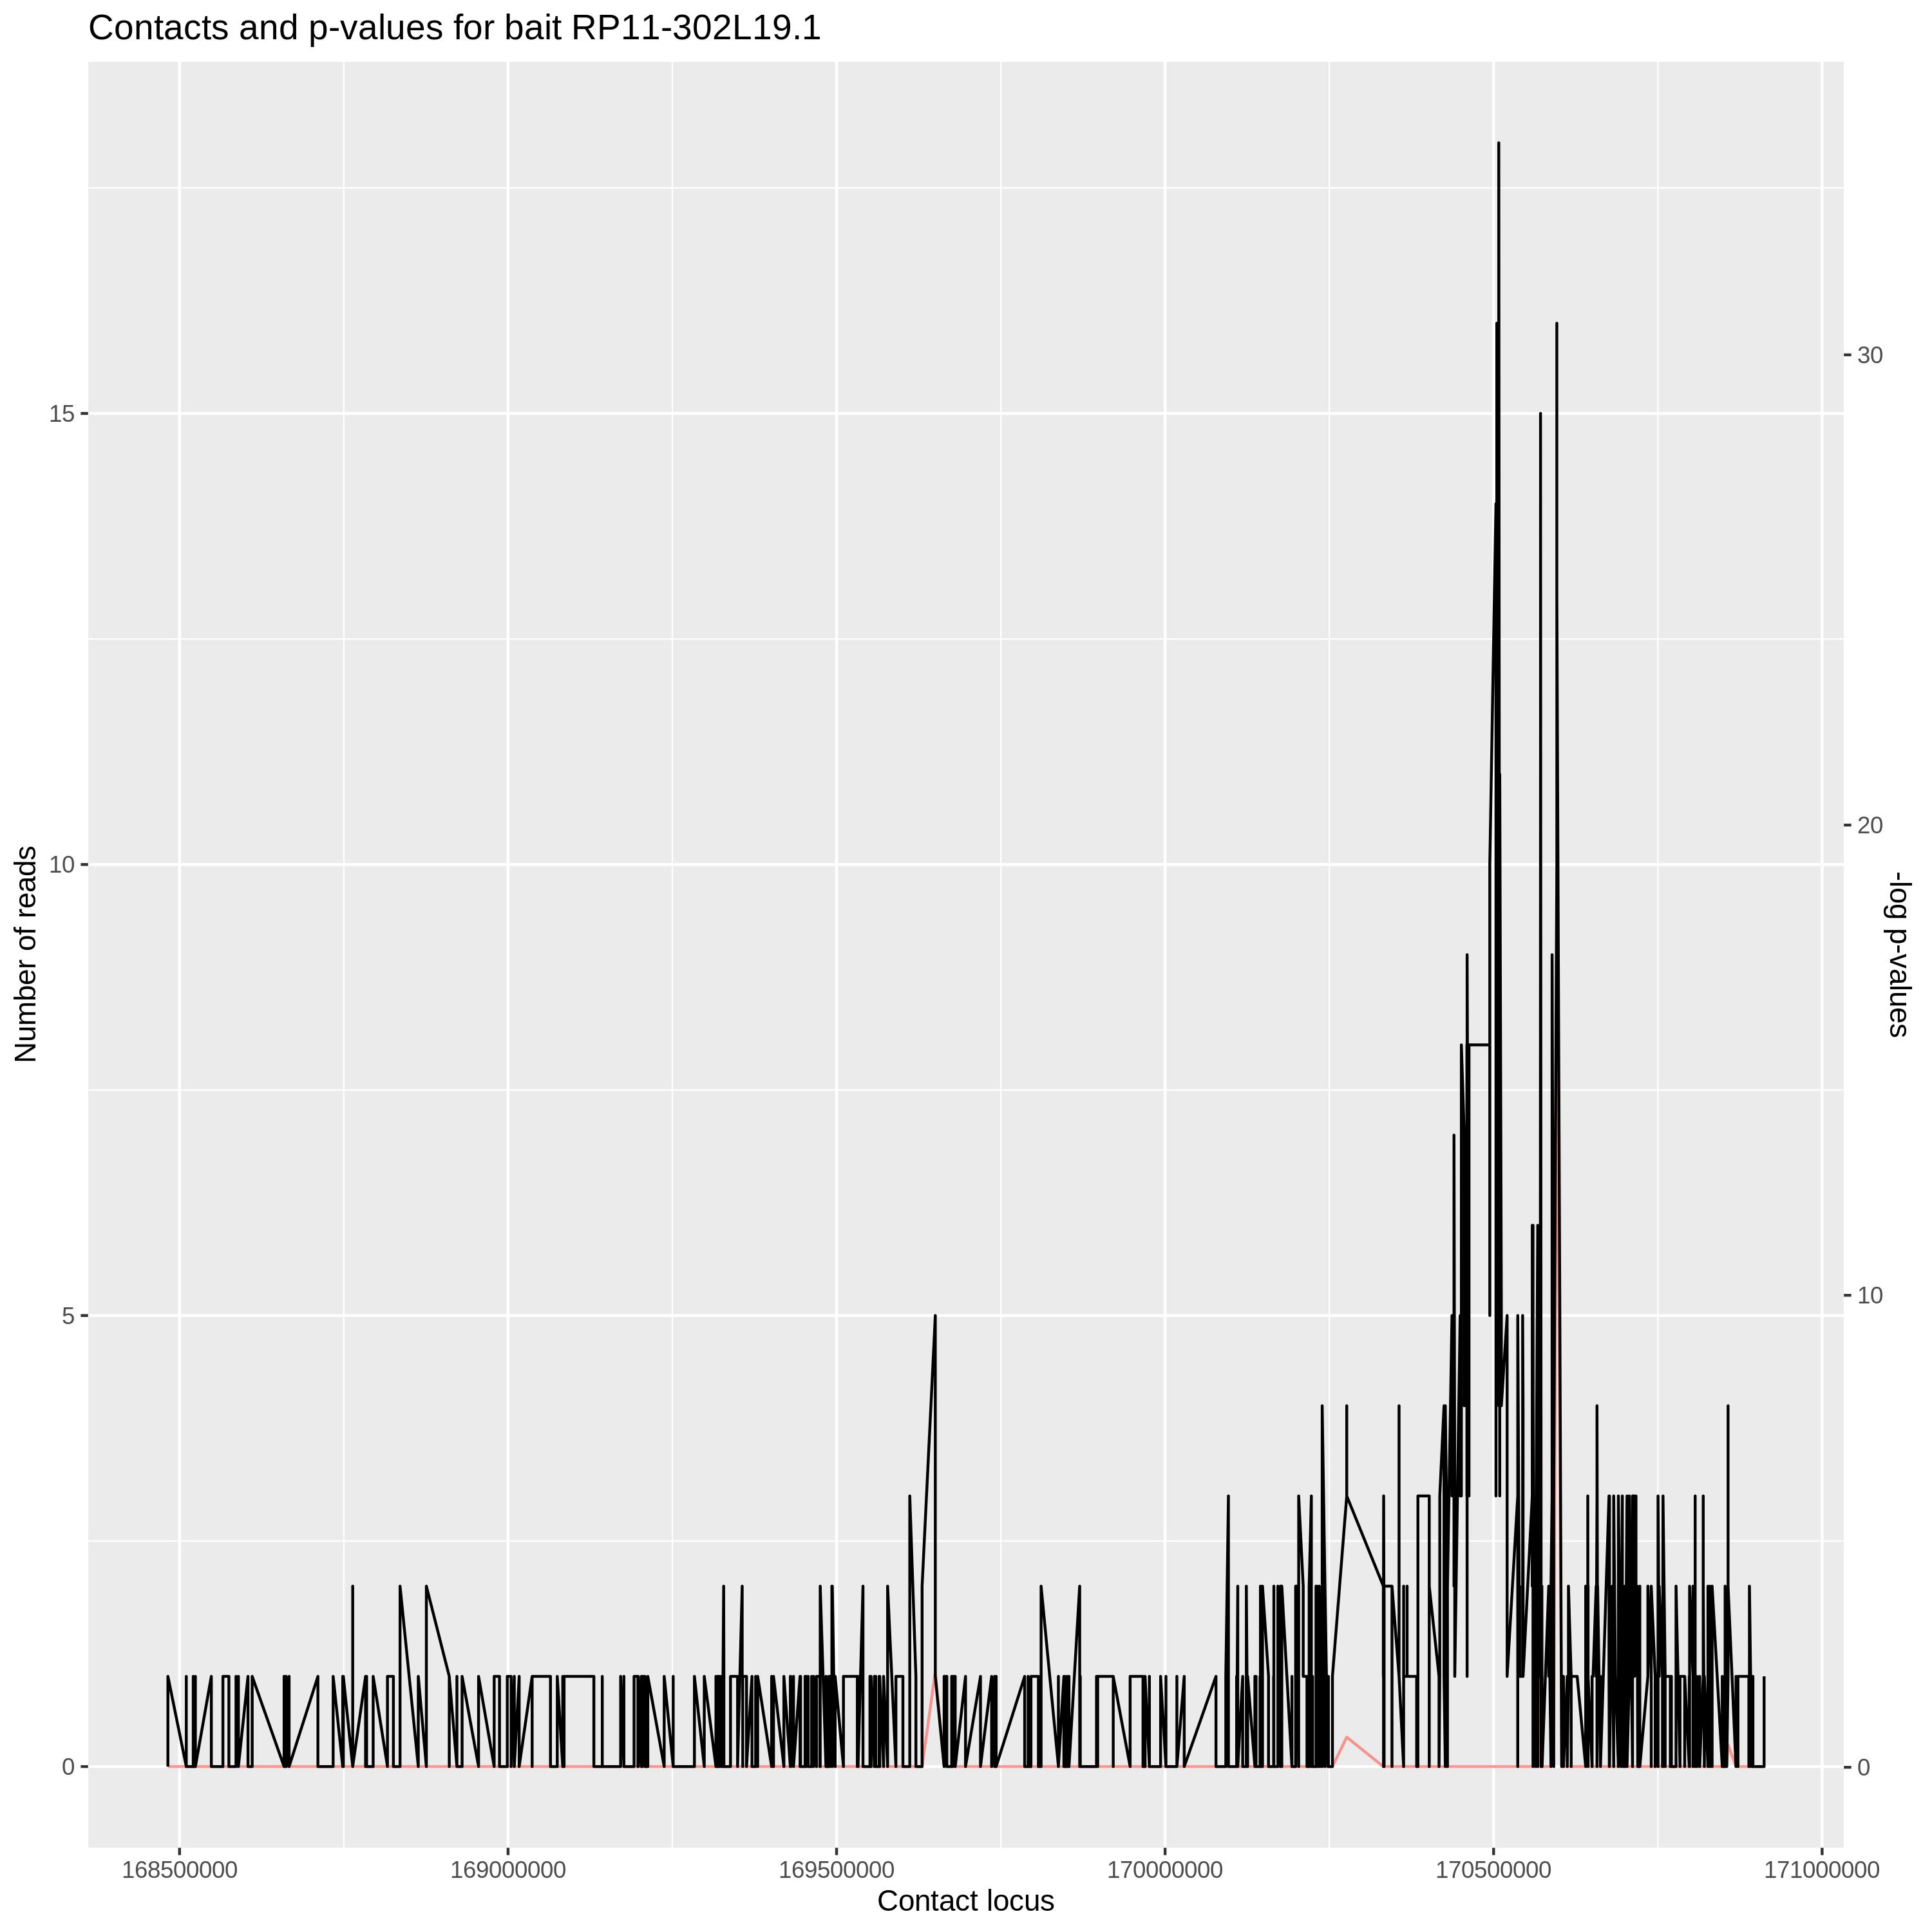 Contacts and p-values for bait RP11-302L19.1
Number of reads
15
10
5
0
30
20
10
0
-log p-values
168500000 169000000 169500000 170000000 170500000 171000000
Contact locus